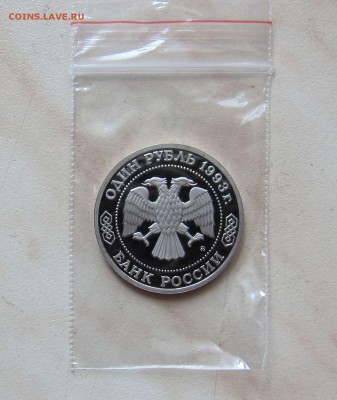 COINS.LAVE.RU
ОДИН РУБЛЬ 1993 г.
БАНК РОССИИ